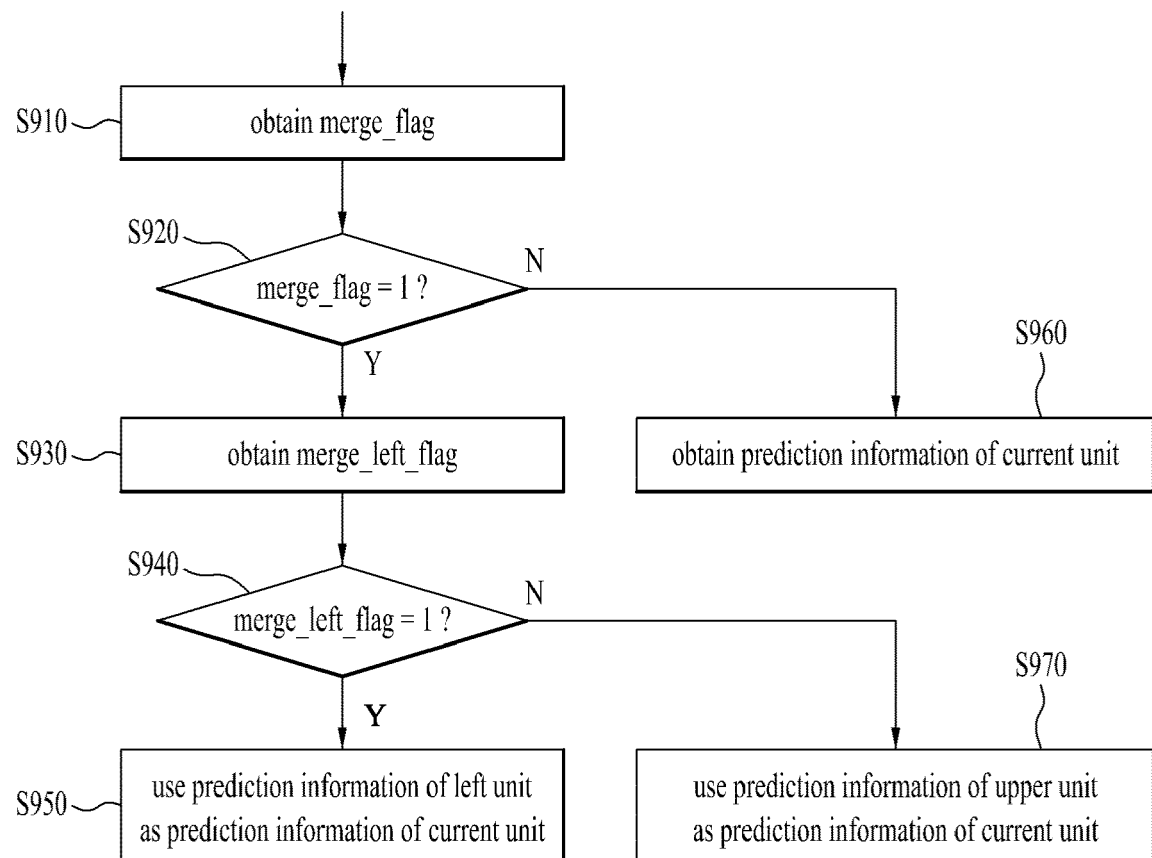 S910
obtain merge_flag
S920
merge_flag = 1 ?
N
Y
S960
S930
obtain merge_left_flag
obtain prediction information of current unit
S940
merge_left_flag = 1 ?
N
Y
S970
S950
use prediction information of left unit
as prediction information of current unit
use prediction information of upper unit
as prediction information of current unit